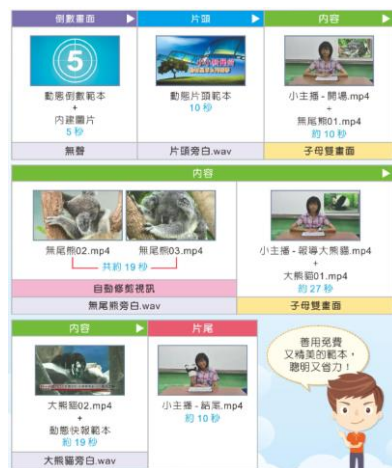 倒數畫面
片頭
內容
5
動態倒數範本
+
內建圖片
5 秒
動態片頭範本
10 秒
小主播-開場.mp4
+
無尾熊01.mp4
約 10 秒
無聲
片頭旁白.wav
子母雙畫面
內容
無尾熊02.mp4
無尾熊03.mp4
共約 19 秒
小主播-報導大熊貓.mp4
+
大熊貓01.mp4
約 27 秒
自動修剪視訊
無尾熊旁白.wav
子母雙畫面
內容
片尾
大熊貓02.mp4
+
動態快報範本
約 19 秒
小主播-結尾.mp4
約 10 秒
大熊貓旁白.wav
善用免費
又精美的範本，
聰明又省力！